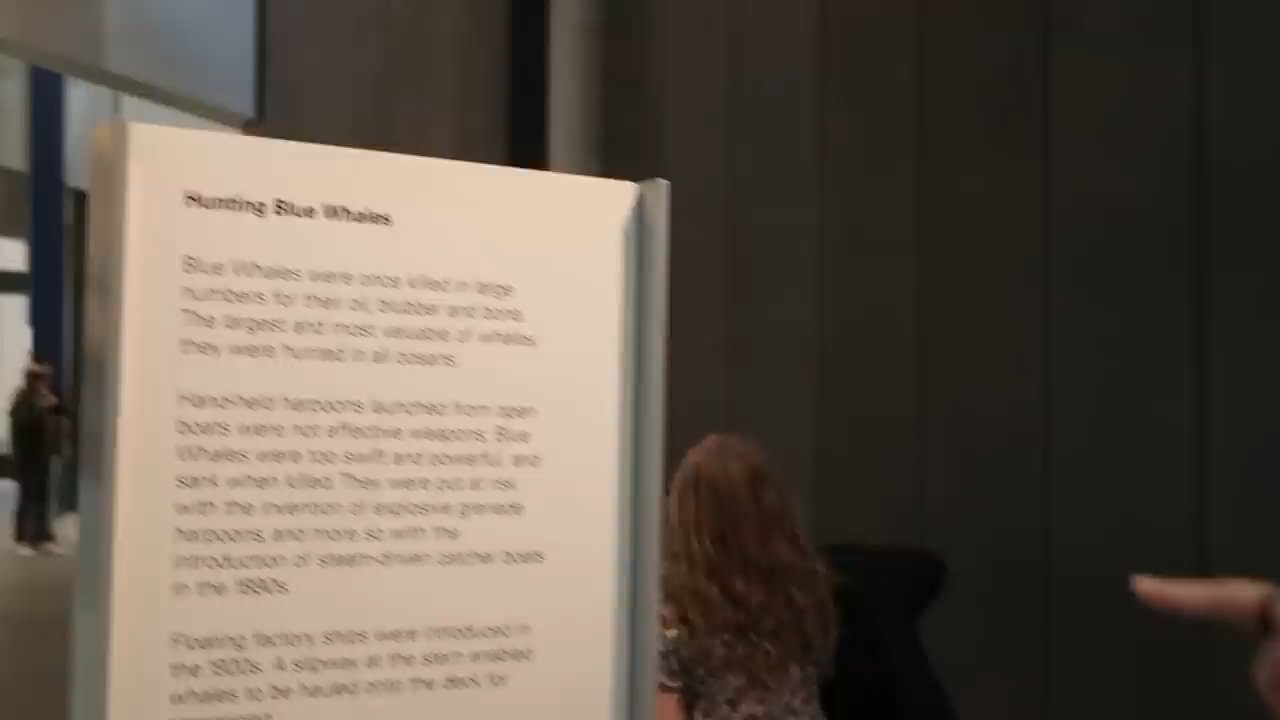 Hunting Blue Whales
Blue Whales were once killed in large
numbers for their oil, blubber and bone.
The largest and most valuable of whales,
they were hunted in all oceans.
Hand-held harpoons launched from open
boats were not effective weapons; Blue
Whales were too swift and powerful, and
sank when killed. They were put at risk
with the invention of explosive grenade
harpoons, and more so with the
introduction of steam-driven catcher boats
in the
Floating factory ships were introduced in
the 1920s. A slipway at the stern enabled
whales to be hauled onto the deck for